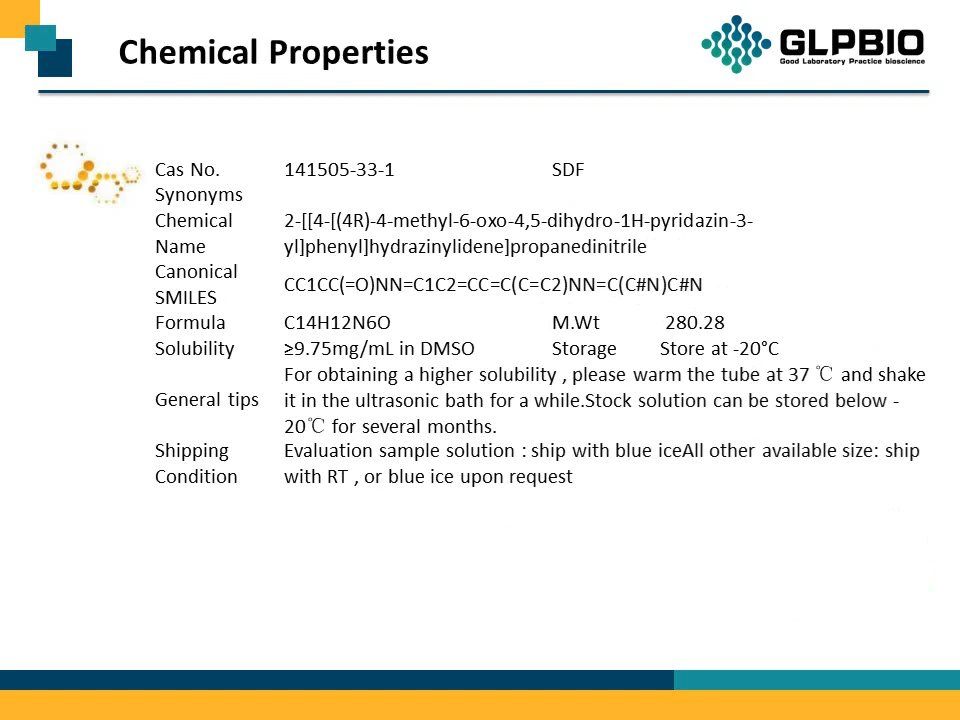 Chemical Properties
GLPBIO
Good Laboratory Practice bioscience
Cas No. 141505-33-1 SDF
Synonyms
Chemical Name 2-[[4-[(4R)-4-methyl-6-oxo-4,5-dihydro-1H-pyridazin-3-
yl]phenyl]hydrazinylidene]propanedinitrile
Canonical SMILES CC1CC(=O)NN=C1C2=CC=C(C=C2)NN=C(C#N)C#N
Formula C14H12N6O M.Wt 280.28
Solubility ≥9.75mg/mL in DMSO Storage Store at -20°C
General tips For obtaining a higher solubility , please warm the tube at 37 ℃ and shake
it in the ultrasonic bath for a while.Stock solution can be stored below -
20℃ for several months.
Shipping Condition Evaluation sample solution : ship with blue iceAll other available size: ship
with RT , or blue ice upon request